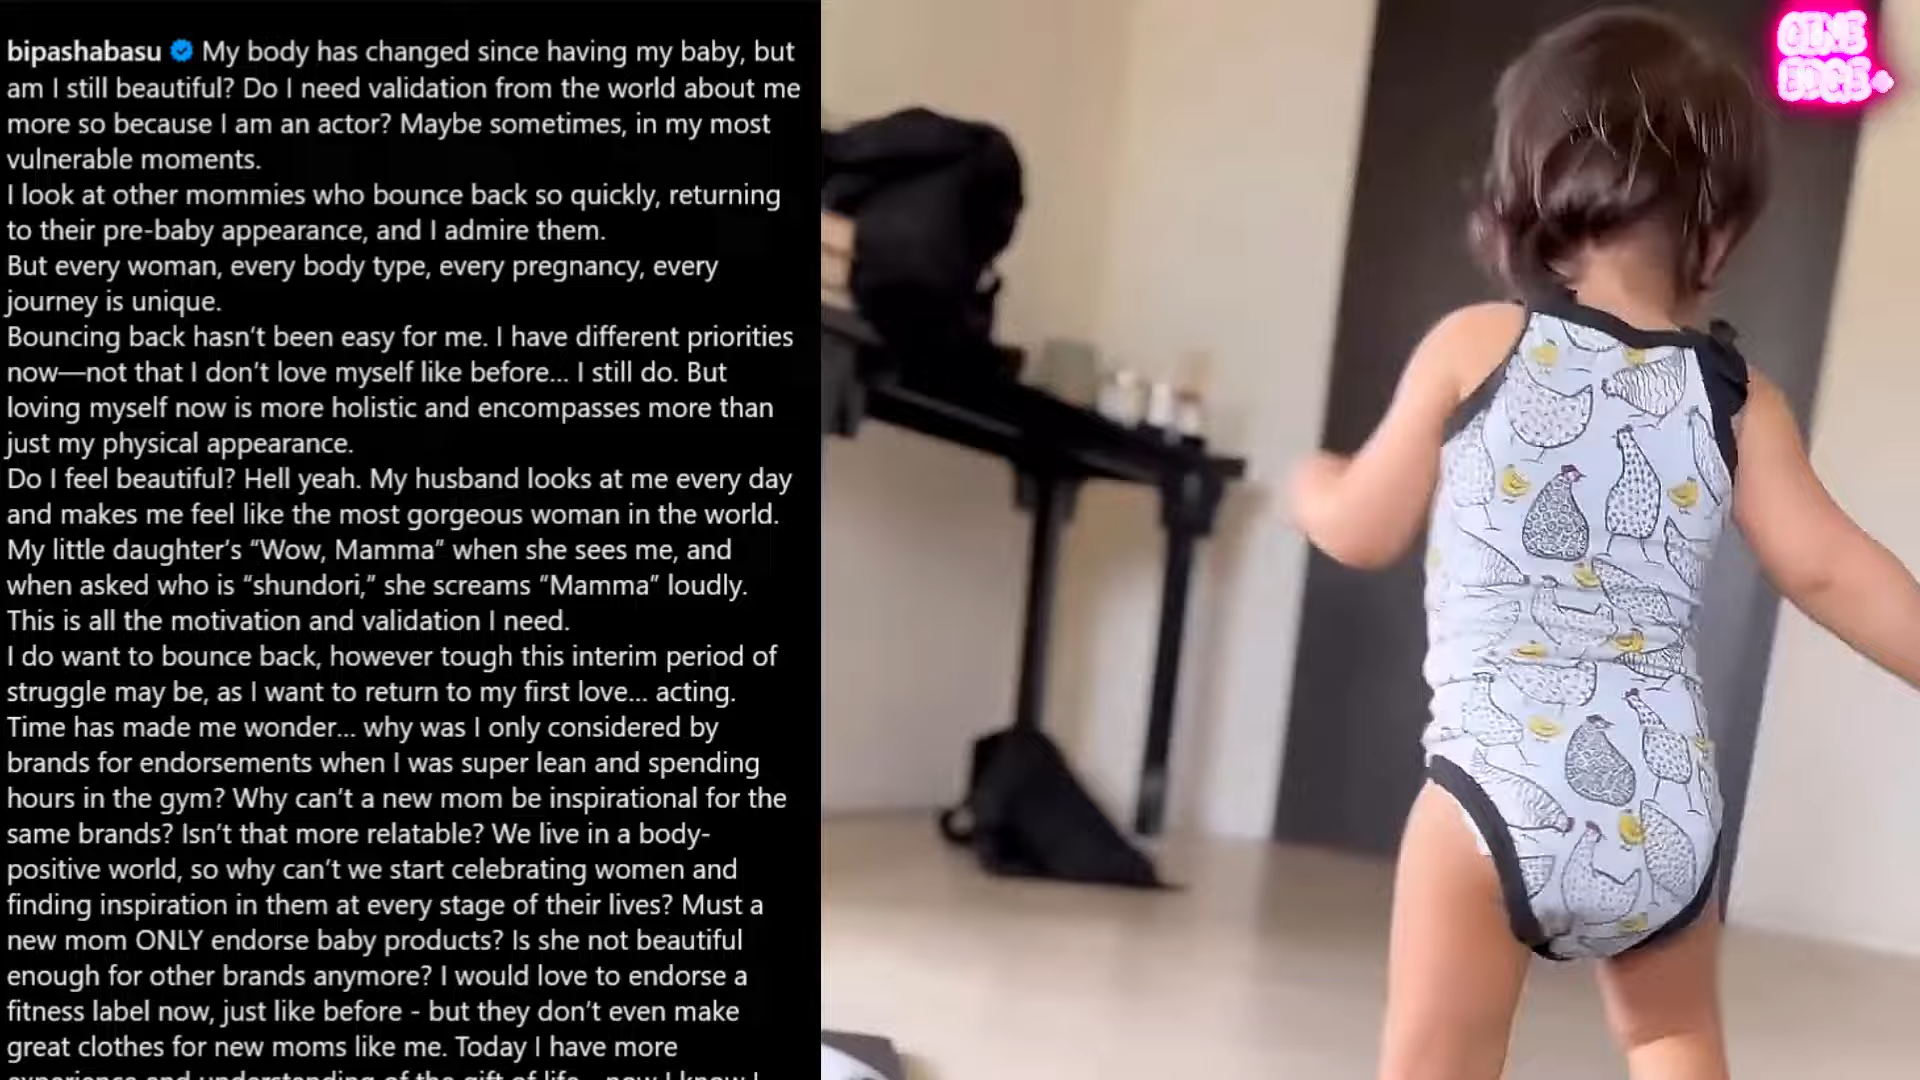 bipashabasu My body has changed since having my baby, but
am I still beautiful? Do I need validation from the world about me
more so because I am an actor? Maybe sometimes, in my most
vulnerable moments.
I look at other mommies who bounce back so quickly, returning
to their pre-baby appearance, and I admire them.
But every woman, every body type, every pregnancy, every
journey is unique.
Bouncing back hasn’t been easy for me. I have different priorities
now—not that I don’t love myself like before... I still do. But
loving myself now is more holistic and encompasses more than
just my physical appearance.
Do I feel beautiful? Hell yeah. My husband looks at me every day
and makes me feel like the most gorgeous woman in the world.
My little daughter’s “Wow, Mamma” when she sees me, and
when asked who is “shundori,” she screams “Mamma” loudly.
This is all the motivation and validation I need.
I do want to bounce back, however tough this interim period of
struggle may be, as I want to return to my first love... acting.
Time has made me wonder... why was I only considered by
brands for endorsements when I was super lean and spending
hours in the gym? Why can’t a new mom be inspirational for the
same brands? Isn’t that more relatable? We live in a body-
positive world, so why can’t we start celebrating women and
finding inspiration in them at every stage of their lives? Must a
new mom ONLY endorse baby products? Is she not beautiful
enough for other brands anymore? I would love to endorse a
fitness label now, just like before - but they don’t even make
great clothes for new moms like me. Today I have more
experience and understanding of the gift of life - now I know I
CINE
EDGE